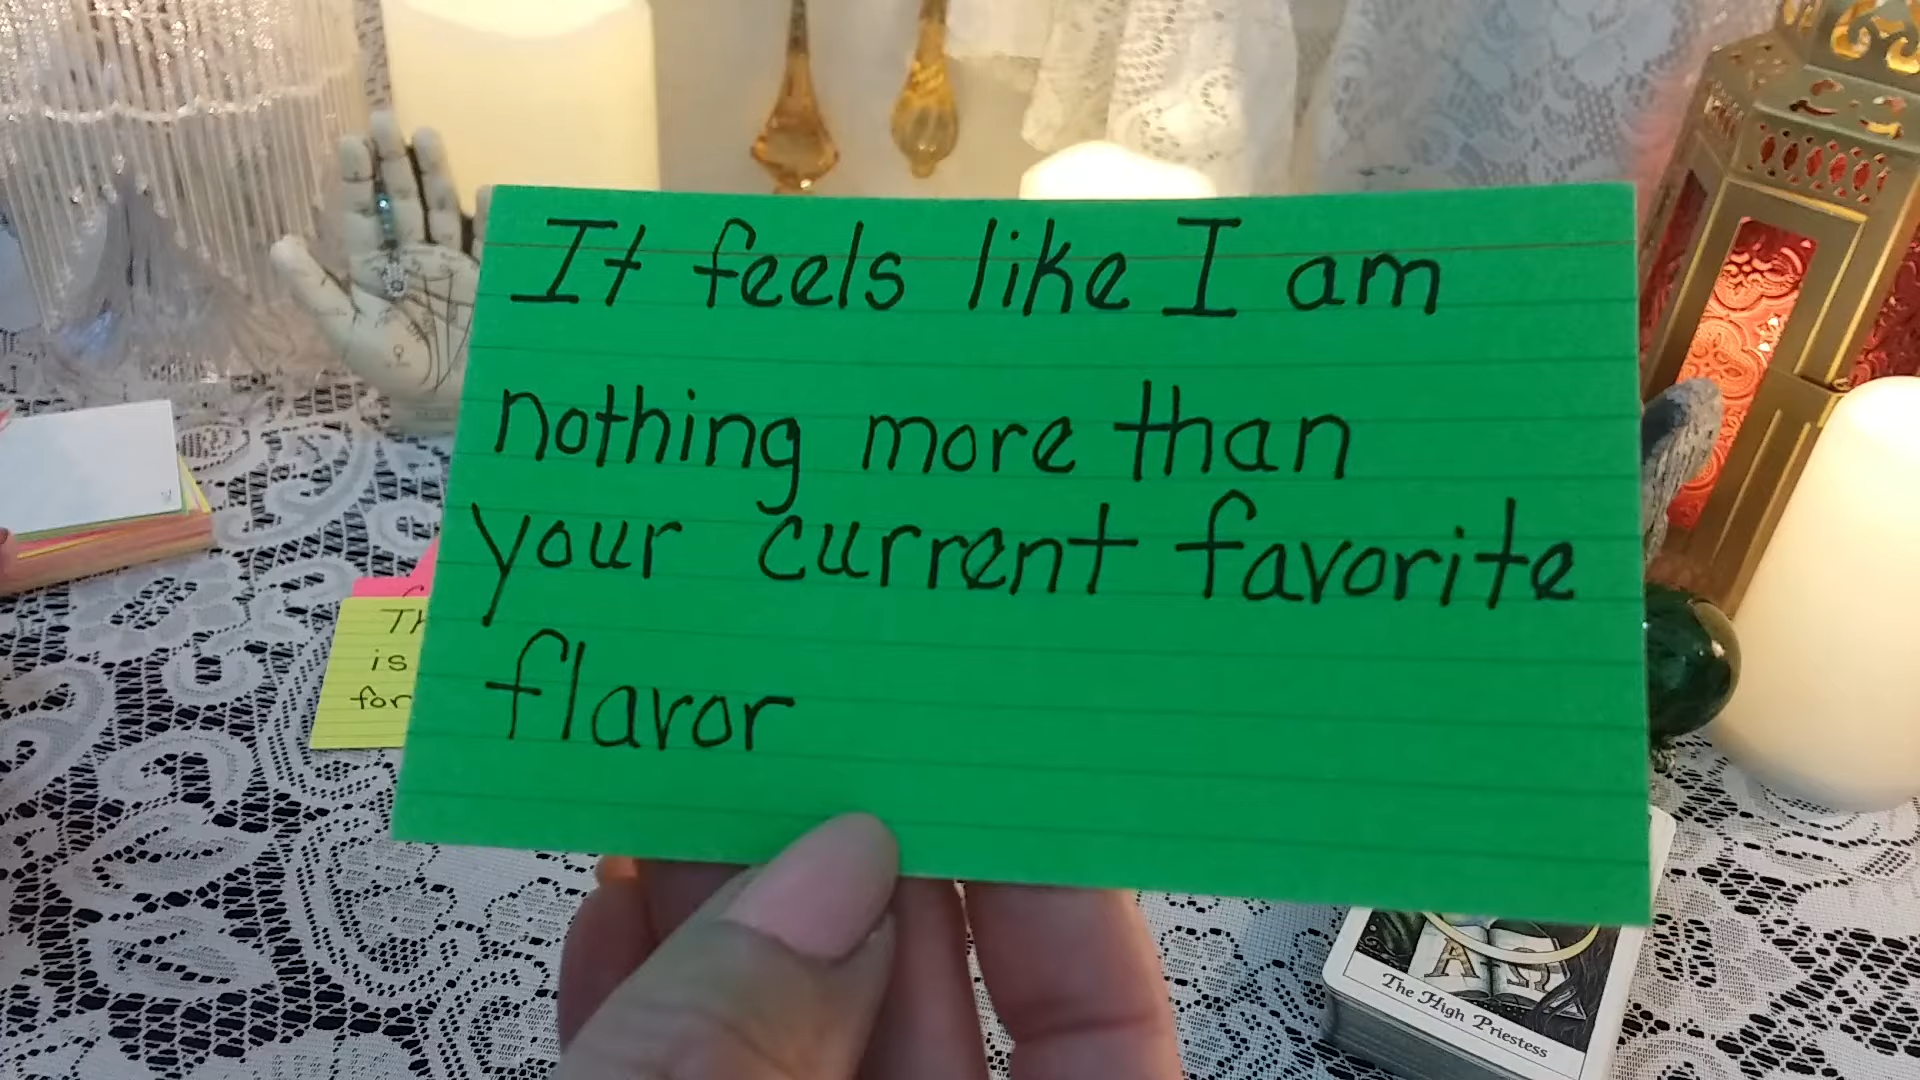 It feels like I am
nothing more than
your current favorite
flavor
is
for
A Ω
The High Priestess